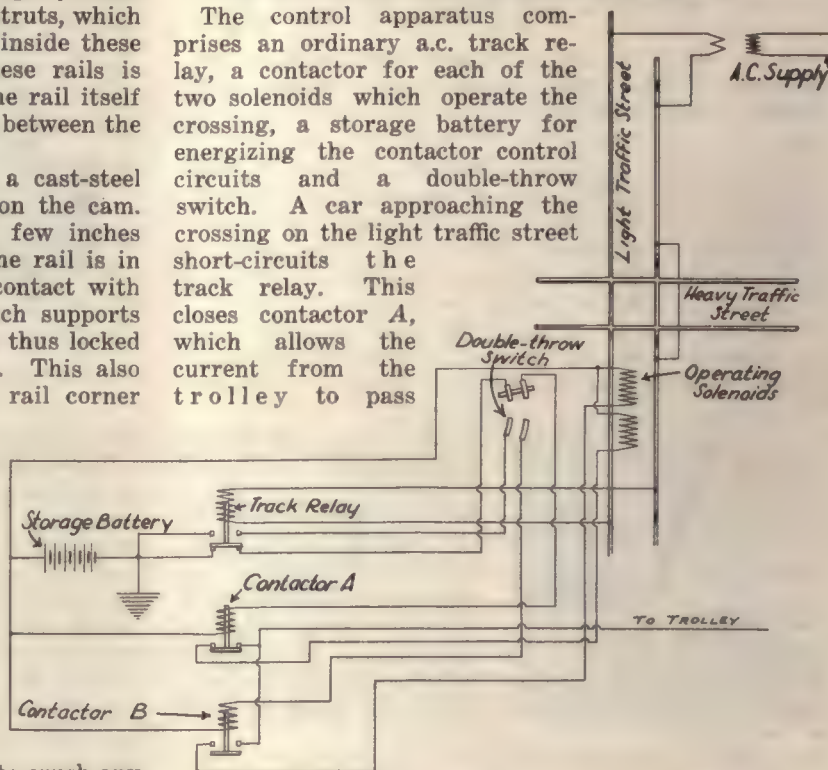 truts, which
inside these
ese rails is
ne rail itself
between the
a cast-steel
on the cam.
few inches
ne rail is in
contact with
ch supports
thus locked
. This also
rail corner
The control apparatus com-
prises an ordinary a.c. track re-
lay, a contactor for each of the
two solenoids which operate the
crossing, a storage battery for
energizing the contactor control
circuits and a double-throw
switch. A car approaching the
crossing on the light traffic street
short-circuits the
track relay. This
closes contactor A,
which allows the
current from the
trolley to pass
A.C. Supply
Light Traffic Street
Heavy Traffic
Street
Double-throw
Switch
Operating
Solenoids
Track Relay
Storage Battery
Contactor A
TO TROLLEY
Contactor B